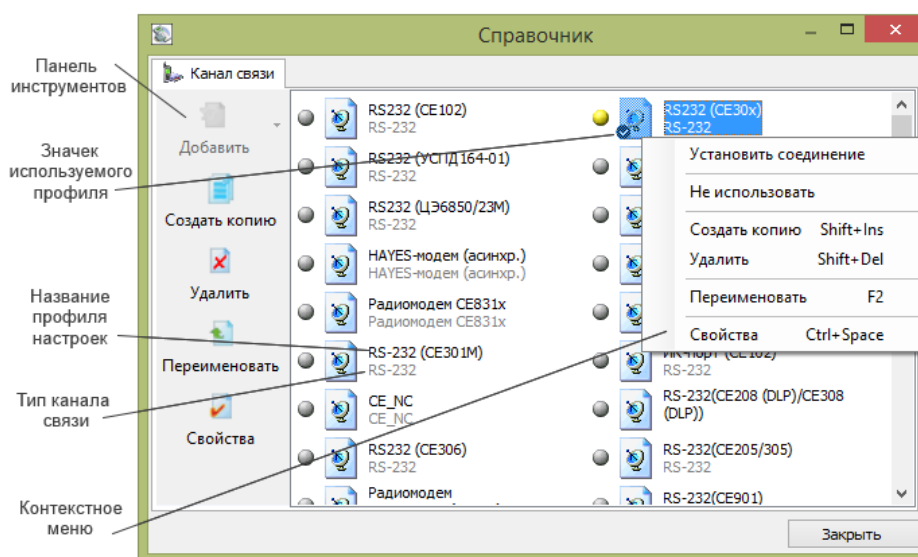 Справочник
Канал связи
Панель
инструментов
Значек
используемого
профиля
Название
профиля
настроек
Тип канала
связи
Контекстное
меню
Добавить
Создать копию
Удалить
Переименовать
Свойства
RS232 (CE102)
RS-232
RS232 (УСПД164-01)
RS-232
RS232 (ЦЭ6850/23М)
RS-232
HAYES-модем (асинхр.)
HAYES-модем (асинхр.)
Радиомодем CE831x
Радиомодем CE831x
RS-232 (CE301M)
RS-232
CE_NC
CE_NC
RS232 (CE306)
RS-232
Радиомодем
RS232 (CE30x)
RS-232
Установить соединение
Не использовать
Создать копию Shift+Ins
Удалить Shift+Del
Переименовать F2
Свойства Ctrl+Space
ИК-порт (CE102)
RS-232
RS-232(CE208 (DLP)/CE308
(DLP))
RS-232(CE205/305)
RS-232
RS-232(CE901)
Закрыть